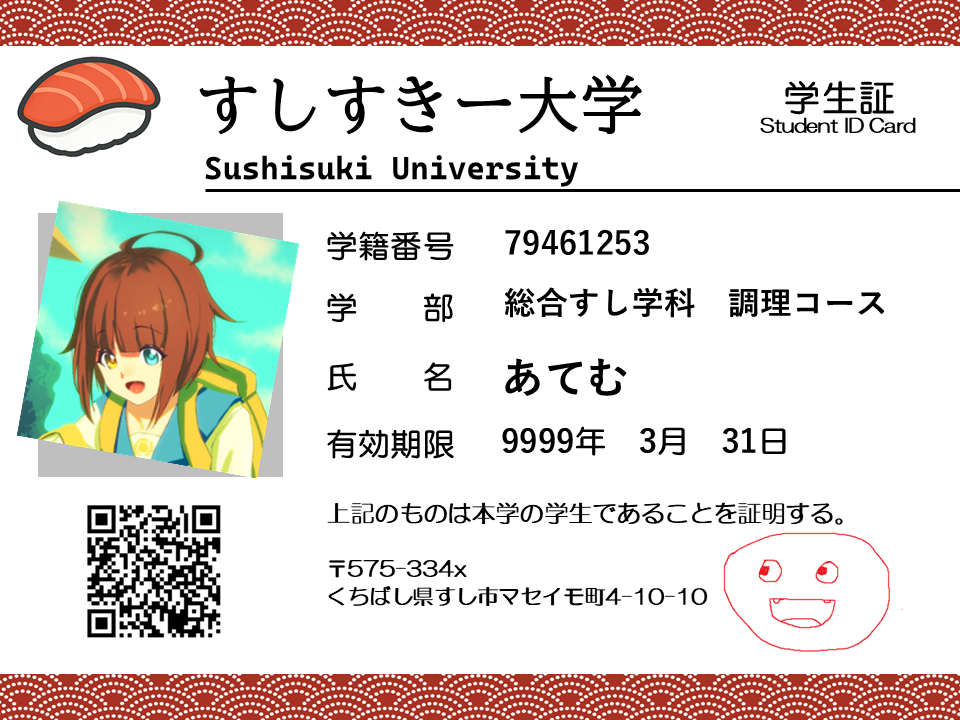 すしすきー大学
学生証
Student ID Card
Sushisuki University
学籍番号　79461253
学　　部　総合すし学科　調理コース
氏　　名　あてむ
有効期限　9999年　3月　31日
上記のものは本学の学生であることを証明する。
〒575-334x
くちばし県すし市マセイモ町4-10-10